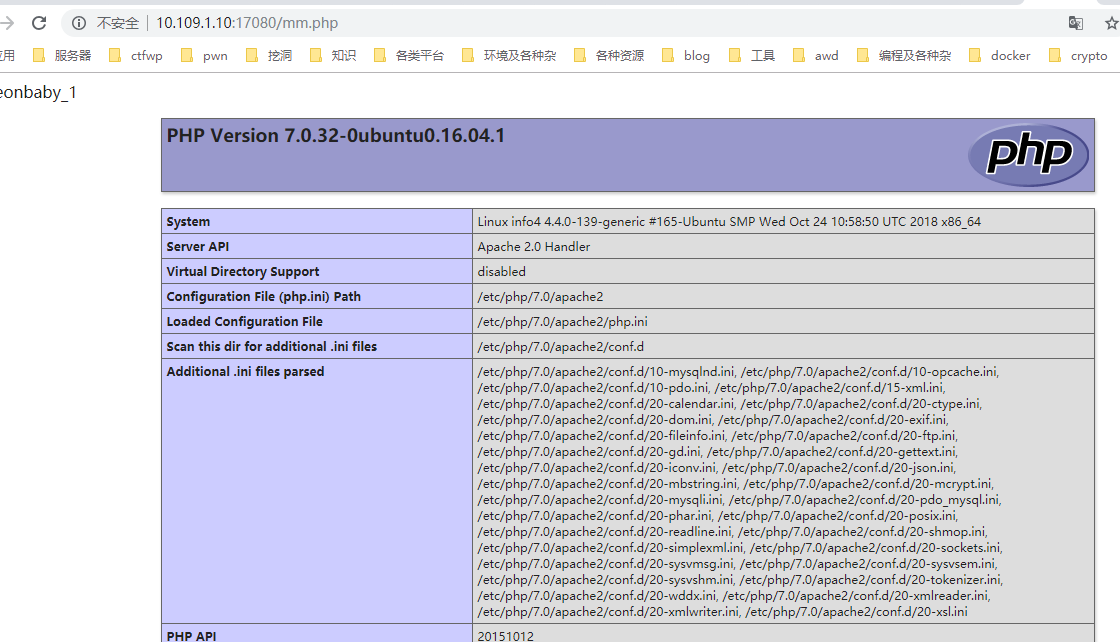 不安全 10.109.1.10:17080/mm.php
应用 服务器 ctfwp pwn 挖洞 知识 各类平台 环境及各种杂 各种资源 blog 工具 awd 编程及各种杂 docker crypto
eonbaby_1
PHP Version 7.0.32-0ubuntu0.16.04.1
php
System Linux info4 4.4.0-139-generic #165-Ubuntu SMP Wed Oct 24 10:58:50 UTC 2018 x86_64
Server API Apache 2.0 Handler
Virtual Directory Support disabled
Configuration File (php.ini) Path /etc/php/7.0/apache2
Loaded Configuration File /etc/php/7.0/apache2/php.ini
Scan this dir for additional .ini files /etc/php/7.0/apache2/conf.d
Additional .ini files parsed /etc/php/7.0/apache2/conf.d/10-mysqlnd.ini, /etc/php/7.0/apache2/conf.d/10-opcache.ini,
/etc/php/7.0/apache2/conf.d/10-pdo.ini, /etc/php/7.0/apache2/conf.d/15-xml.ini,
/etc/php/7.0/apache2/conf.d/20-calendar.ini, /etc/php/7.0/apache2/conf.d/20-ctype.ini,
/etc/php/7.0/apache2/conf.d/20-dom.ini, /etc/php/7.0/apache2/conf.d/20-exif.ini,
/etc/php/7.0/apache2/conf.d/20-fileinfo.ini, /etc/php/7.0/apache2/conf.d/20-ftp.ini,
/etc/php/7.0/apache2/conf.d/20-gd.ini, /etc/php/7.0/apache2/conf.d/20-gettext.ini,
/etc/php/7.0/apache2/conf.d/20-iconv.ini, /etc/php/7.0/apache2/conf.d/20-json.ini,
/etc/php/7.0/apache2/conf.d/20-mbstring.ini, /etc/php/7.0/apache2/conf.d/20-mcrypt.ini,
/etc/php/7.0/apache2/conf.d/20-mysqli.ini, /etc/php/7.0/apache2/conf.d/20-pdo_mysql.ini,
/etc/php/7.0/apache2/conf.d/20-phar.ini, /etc/php/7.0/apache2/conf.d/20-posix.ini,
/etc/php/7.0/apache2/conf.d/20-readline.ini, /etc/php/7.0/apache2/conf.d/20-shmop.ini,
/etc/php/7.0/apache2/conf.d/20-simplexml.ini, /etc/php/7.0/apache2/conf.d/20-sockets.ini,
/etc/php/7.0/apache2/conf.d/20-sysvmsg.ini, /etc/php/7.0/apache2/conf.d/20-sysvsem.ini,
/etc/php/7.0/apache2/conf.d/20-sysvshm.ini, /etc/php/7.0/apache2/conf.d/20-tokenizer.ini,
/etc/php/7.0/apache2/conf.d/20-wddx.ini, /etc/php/7.0/apache2/conf.d/20-xmlreader.ini,
/etc/php/7.0/apache2/conf.d/20-xmlwriter.ini, /etc/php/7.0/apache2/conf.d/20-xsl.ini
PHP API 20151012